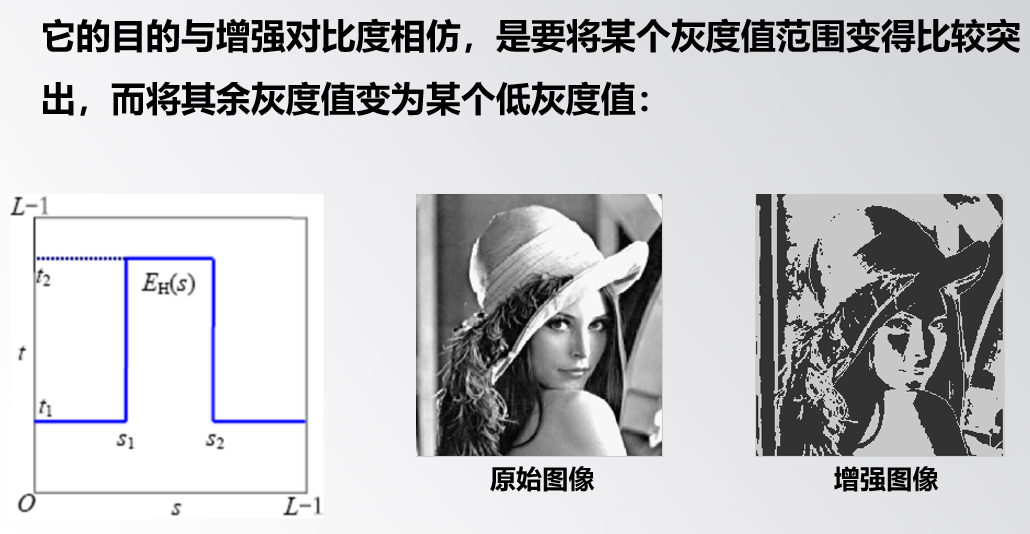 它的目的与增强对比度相仿，是要将某个灰度值范围变得比较突
出，而将其余灰度值变为某个低灰度值：
L−1
t2
EH(s)
t
t1
s1
s2
O
s
L−1
原始图像
增强图像